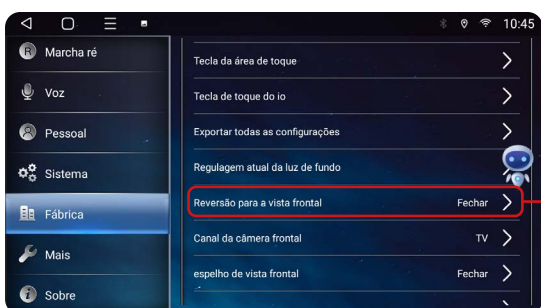 10:45
R Marcha ré
Voz
Pessoal
Sistema
Fábrica
Mais
Sobre
Tecla da área de toque
Tecla de toque do io
Exportar todas as configurações
Regulagem atual da luz de fundo
Reversão para a vista frontal Fechar
Canal da câmera frontal TV
espelho de vista frontal Fechar